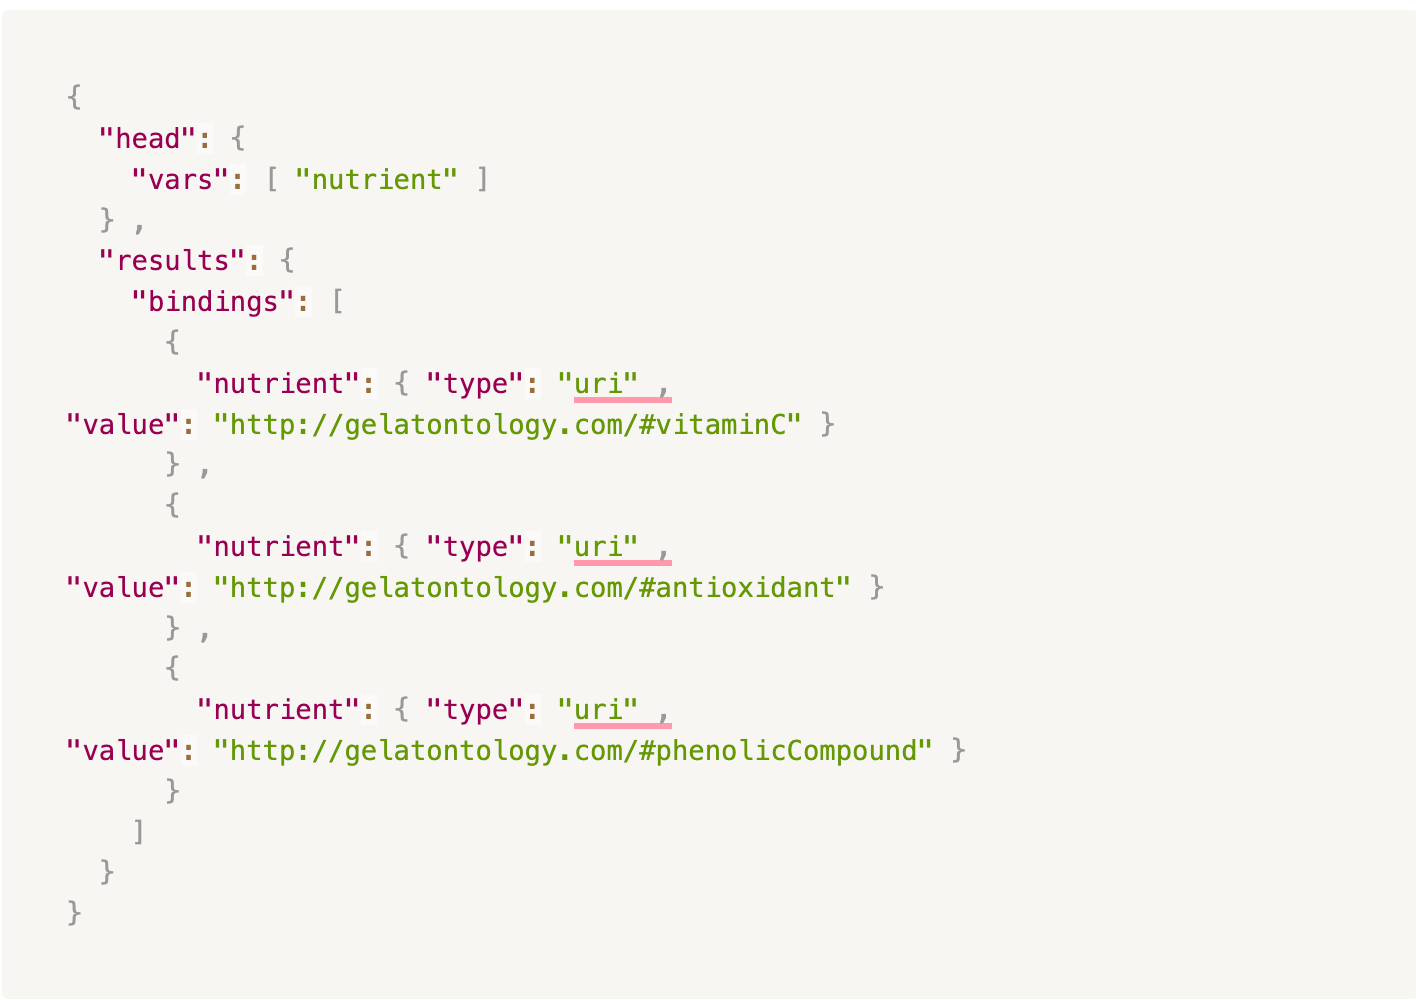 {
  "head": {
    "vars": [ "nutrient" ]
  } ,
  "results": {
    "bindings": [
      {
        "nutrient": { "type": "uri" ,
"value": "http://gelatontology.com/#vitaminC" }
      } ,
      {
        "nutrient": { "type": "uri" ,
"value": "http://gelatontology.com/#antioxidant" }
      } ,
      {
        "nutrient": { "type": "uri" ,
"value": "http://gelatontology.com/#phenolicCompound" }
      }
    ]
  }
}